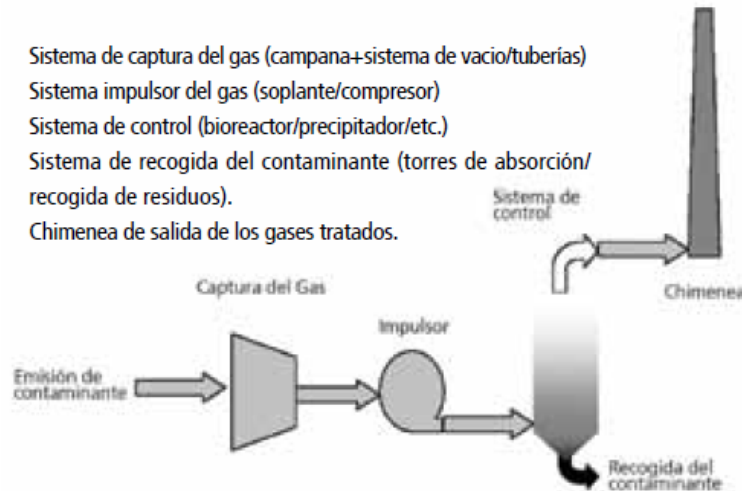 Sistema de captura del gas (campana+sistema de vacio/tuberías)
Sistema impulsor del gas (soplante/compresor)
Sistema de control (bioreactor/precipitador/etc.)
Sistema de recogida del contaminante (torres de absorción/
recogida de residuos).
Chimenea de salida de los gases tratados.
Sistema de
control
Captura del Gas
Chimenea
Impulsor
Emisión de
contaminante
Recogida del
contaminante